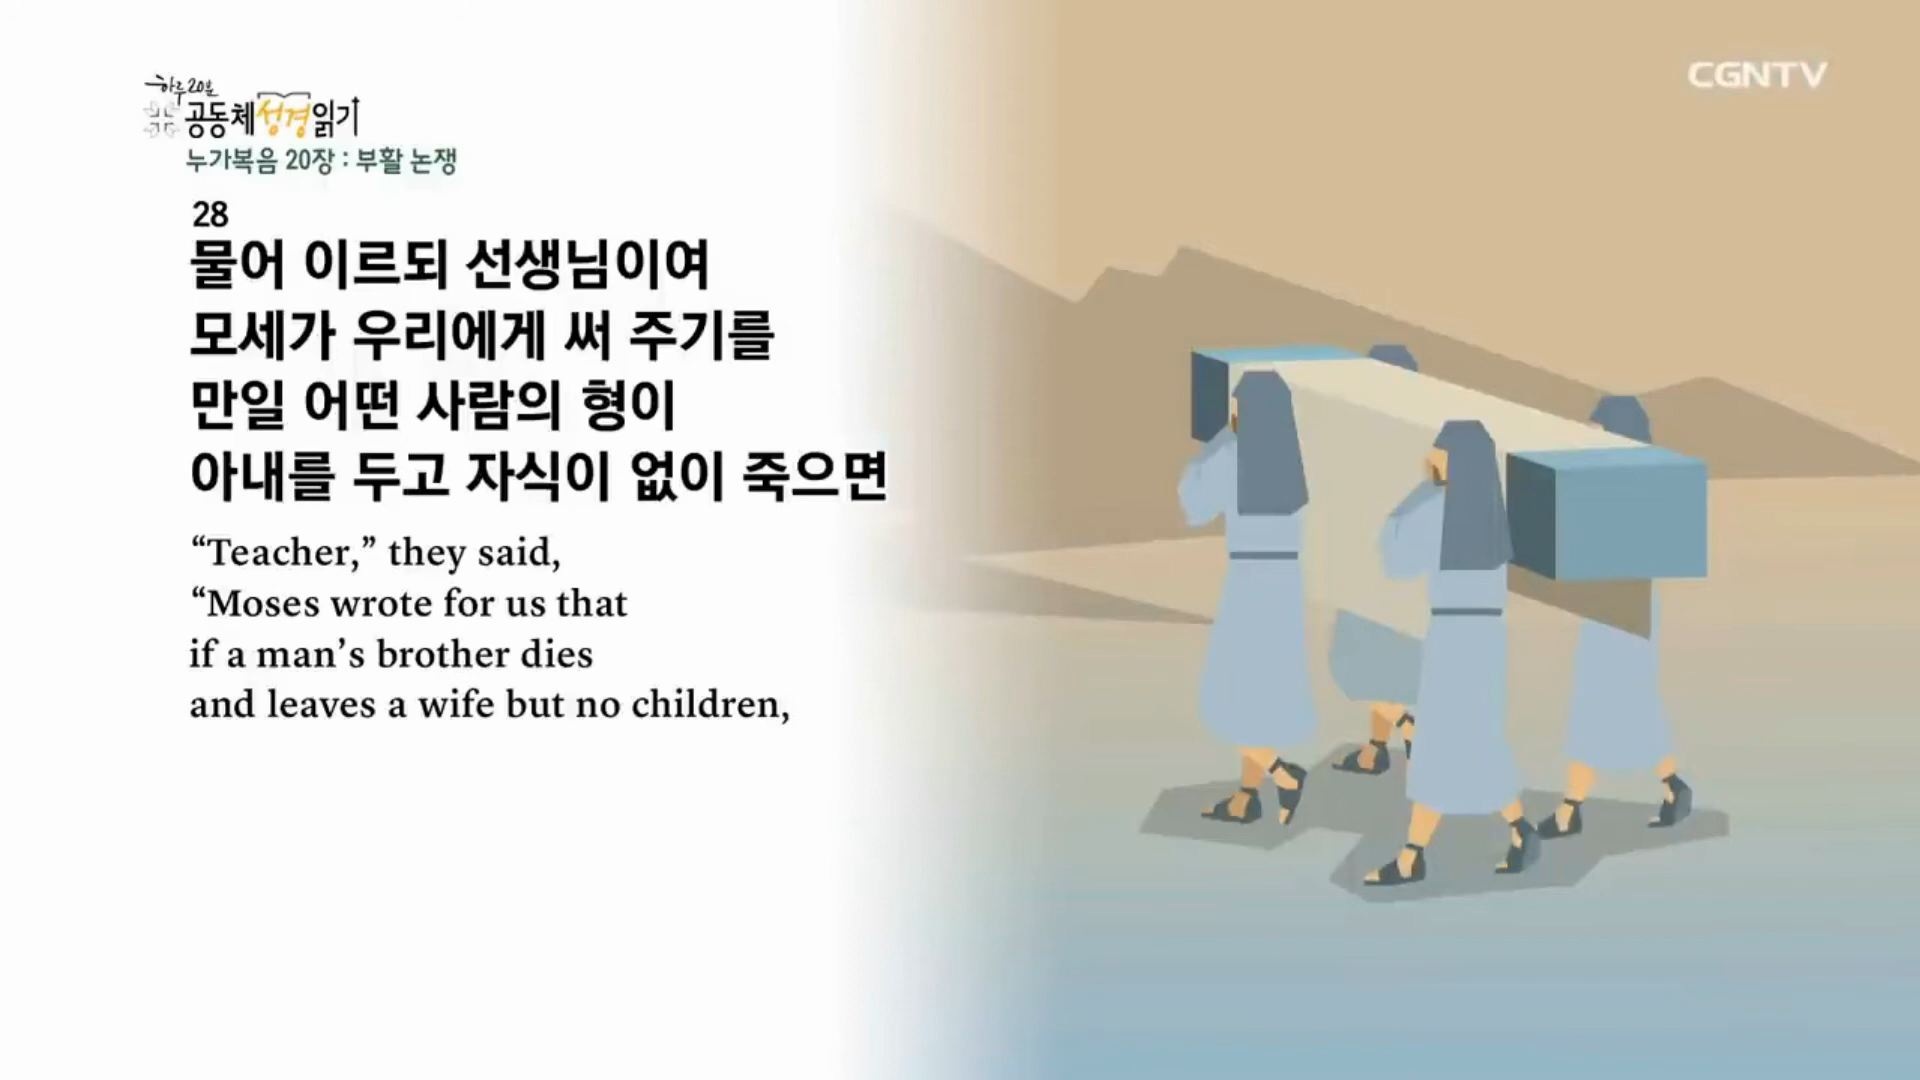 하루 20분
공동체성경읽기
누가복음 20장 : 부활 논쟁
CGNTV
28
물어 이르되 선생님이여
모세가 우리에게 써 주기를
만일 어떤 사람의 형이
아내를 두고 자식이 없이 죽으면
“Teacher,” they said,
“Moses wrote for us that
if a man’s brother dies
and leaves a wife but no children,